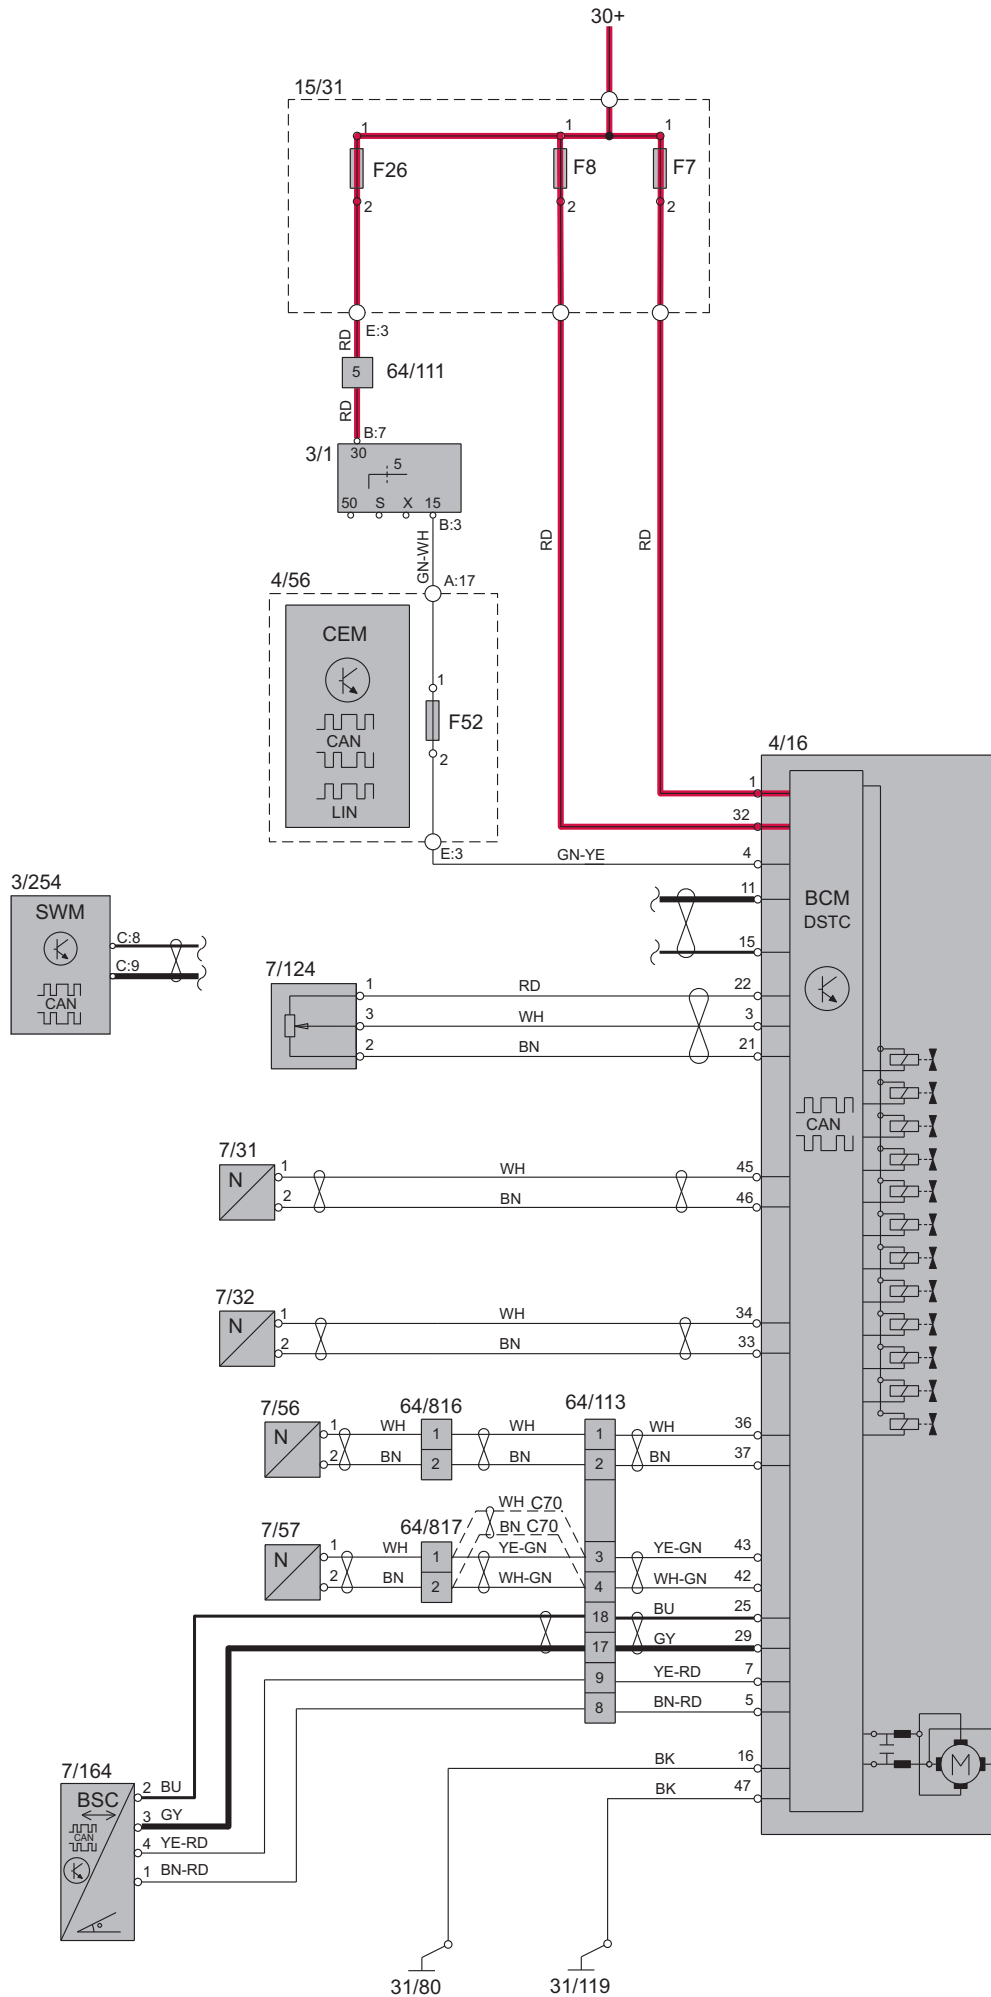 30+
15/31
1 1 1
F26 F8 F7
2 2 2
E:3
RD
5 64/111
RD
B:7
3/1 30
5
50 S X 15
B:3
RD RD
GN-WH
4/56 A:17
CEM
1
F52
CAN
2
LIN
4/16
1
32
E:3 GN-YE 4
3/254 11
SWM BCM
DSTC
C:8 15
C:9
7/124
CAN
1 RD 22
3 WH 3
2 BN 21
CAN
7/31
1 WH 45
N
2 BN 46
7/32
1 WH 34
N
2 BN 33
7/56 64/816 64/113
1 WH 1 WH 1 WH 36
N
2 BN 2 BN 2 BN 37
WH C70
7/57 64/817 BN C70
1 WH 1 YE-GN 3 YE-GN 43
N
2 BN 2 WH-GN 4 WH-GN 42
18 BU 25
17 GY 29
9 YE-RD 7
8 BN-RD 5
BK 16
M
7/164
2 BU BK 47
BSC
3 GY
CAN
4 YE-RD
1 BN-RD
31/80 31/119